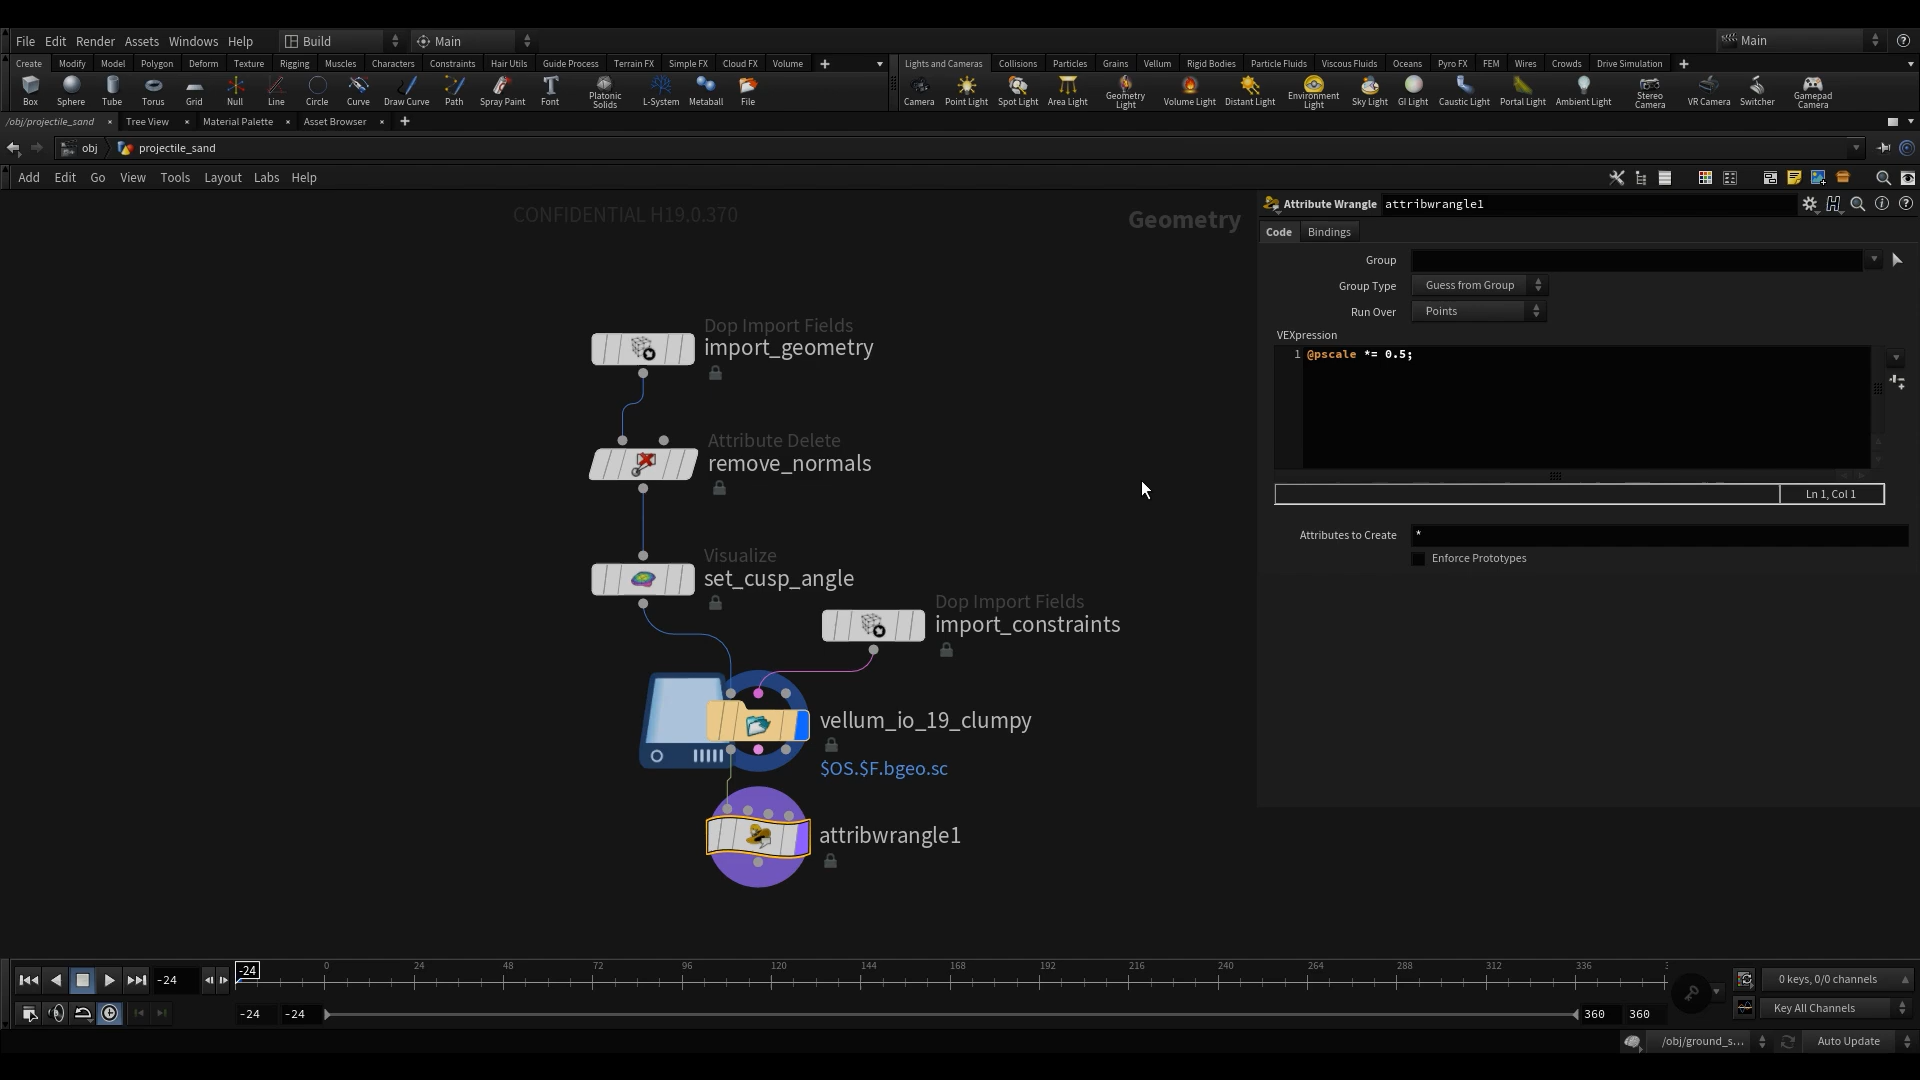 File Edit Render Assets Windows Help Build Main Main
Create Modify Model Polygon Deform Texture Rigging Muscles Characters Constraints Hair Utils Guide Process Terrain FX Simple FX Cloud FX Volume
Lights and Cameras Collisions Particles Grains Vellum Rigid Bodies Particle Fluids Viscous Fluids Oceans Pyro FX FEM Wires Crowds Drive Simulation
Box Sphere Tube Torus Grid Null Line Circle Curve Draw Curve Path Spray Paint Font Platonic Solids L-System Metaball File
Camera Point Light Spot Light Area Light Geometry Light Volume Light Distant Light Environment Light Sky Light GI Light Caustic Light Portal Light Ambient Light Stereo Camera VR Camera Switcher Gamepad Camera
/obj/projectile_sand Tree View Material Palette Asset Browser
obj projectile_sand
Add Edit Go View Tools Layout Labs Help
CONFIDENTIAL H19.0.370
Geometry
Dop Import Fields
import_geometry
Attribute Delete
remove_normals
Visualize
set_cusp_angle
Dop Import Fields
import_constraints
vellum_io_19_clumpy
$OS.$F.bgeo.sc
attribwrangle1
Attribute Wrangle attribwrangle1
Code Bindings
Group
Group Type Guess from Group
Run Over Points
VEXpression
1 @pscale *= 0.5;
Ln 1, Col 1
Attributes to Create *
Enforce Prototypes
-24 -24 0 24 48 72 96 120 144 168 192 216 240 264 288 312 336
0 keys, 0/0 channels
-24 -24 360 360 Key All Channels
/obj/ground_s... Auto Update